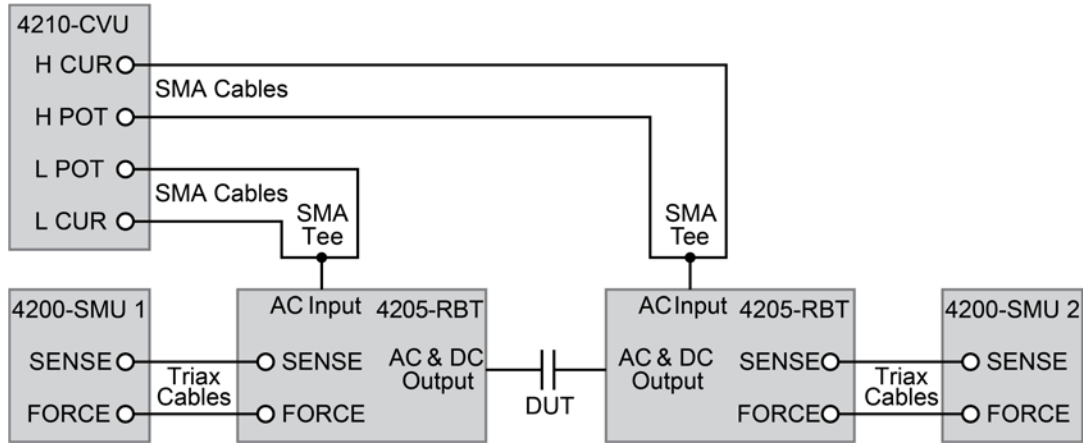 4210-CVU
H CUR
SMA Cables
H POT
L POT
SMA Cables
L CUR
SMA
Tee
SMA
Tee
4200-SMU 1
SENSE
Triax
Cables
FORCE
AC Input
4205-RBT
SENSE
AC & DC
Output
FORCE
DUT
AC Input
4205-RBT
AC & DC
Output
SENSE
FORCE
Triax
Cables
4200-SMU 2
SENSE
FORCE